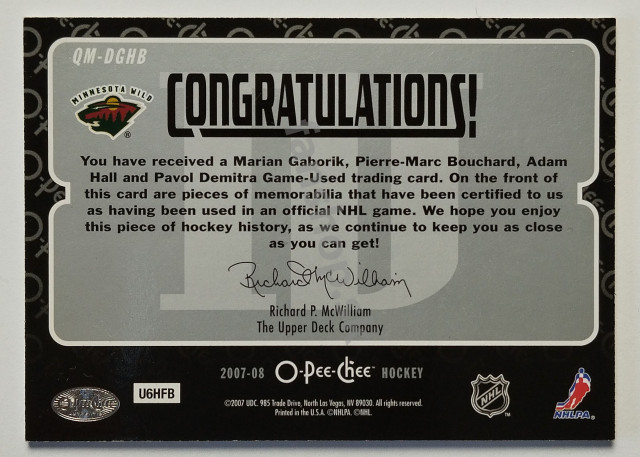 QM-DGHB
MINNESOTA WILD
CONGRATULATIONS!
You have received a Marian Gaborik, Pierre-Marc Bouchard, Adam
Hall and Pavol Demitra Game-Used trading card. On the front of
this card are pieces of memorabilia that have been certified to us
as having been used in an official NHL game. We hope you enjoy
this piece of hockey history, as we continue to keep you as close
as you can get!
Richard McWilliam
Richard P. McWilliam
The Upper Deck Company
2007-08 O-Pee-Chee HOCKEY
U6HFB
NHL
NHLPA.
©2007 UDC. 985 Trade Drive, North Las Vegas, NV 89030. All rights reserved.
Printed in the U.S.A. ©NHLPA. ©NHL.